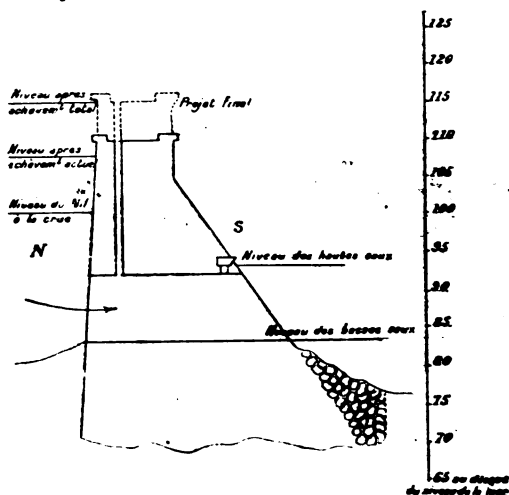 Niveau après
achèvemt total
Projet Final
Niveau après
achèvemt actuel
Niveau du Nil
à la crue
N
S
Niveau des hautes eaux
Niveau des basses eaux
125
120
115
110
105
100
95
90
85
80
75
70
65 au dessus
du niveau de la mer